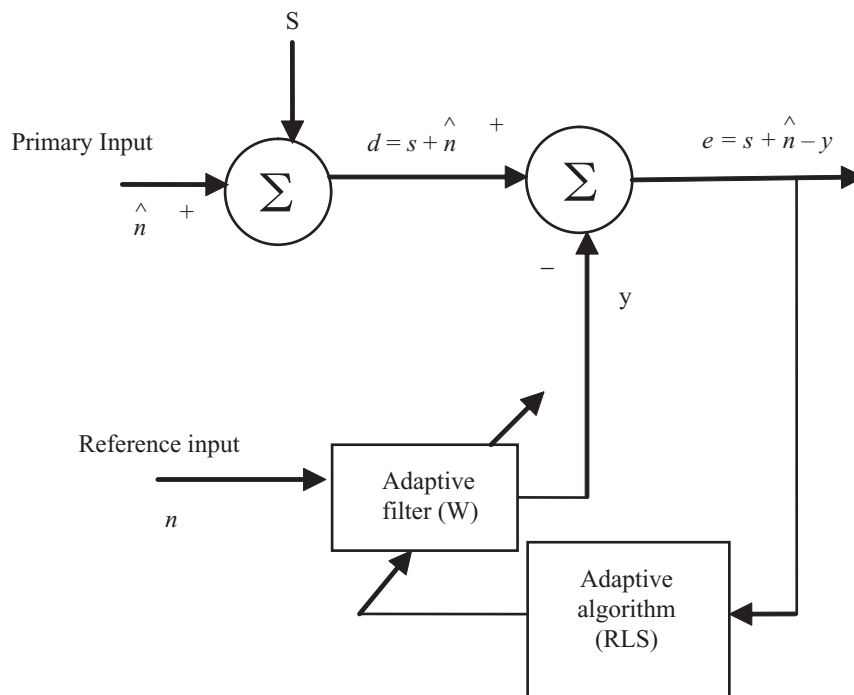 S
Primary Input
n̂
+
Σ
d = s + n̂
+
Σ
e = s + n̂ – y
–
y
Reference input
n
Adaptive
filter (W)
Adaptive
algorithm
(RLS)